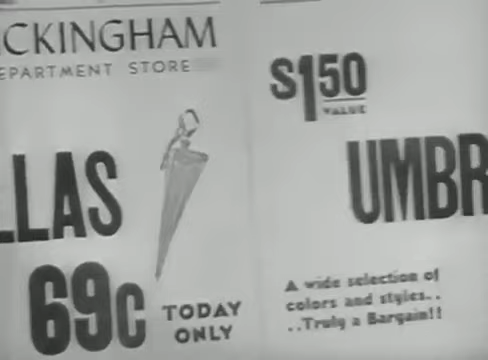 CKINGHAM
EPARTMENT STORE
LLAS
69c TODAY
ONLY
$1.50
VALUE
UMBR
A wide selection of
colors and styles..
..Truly a Bargain!!